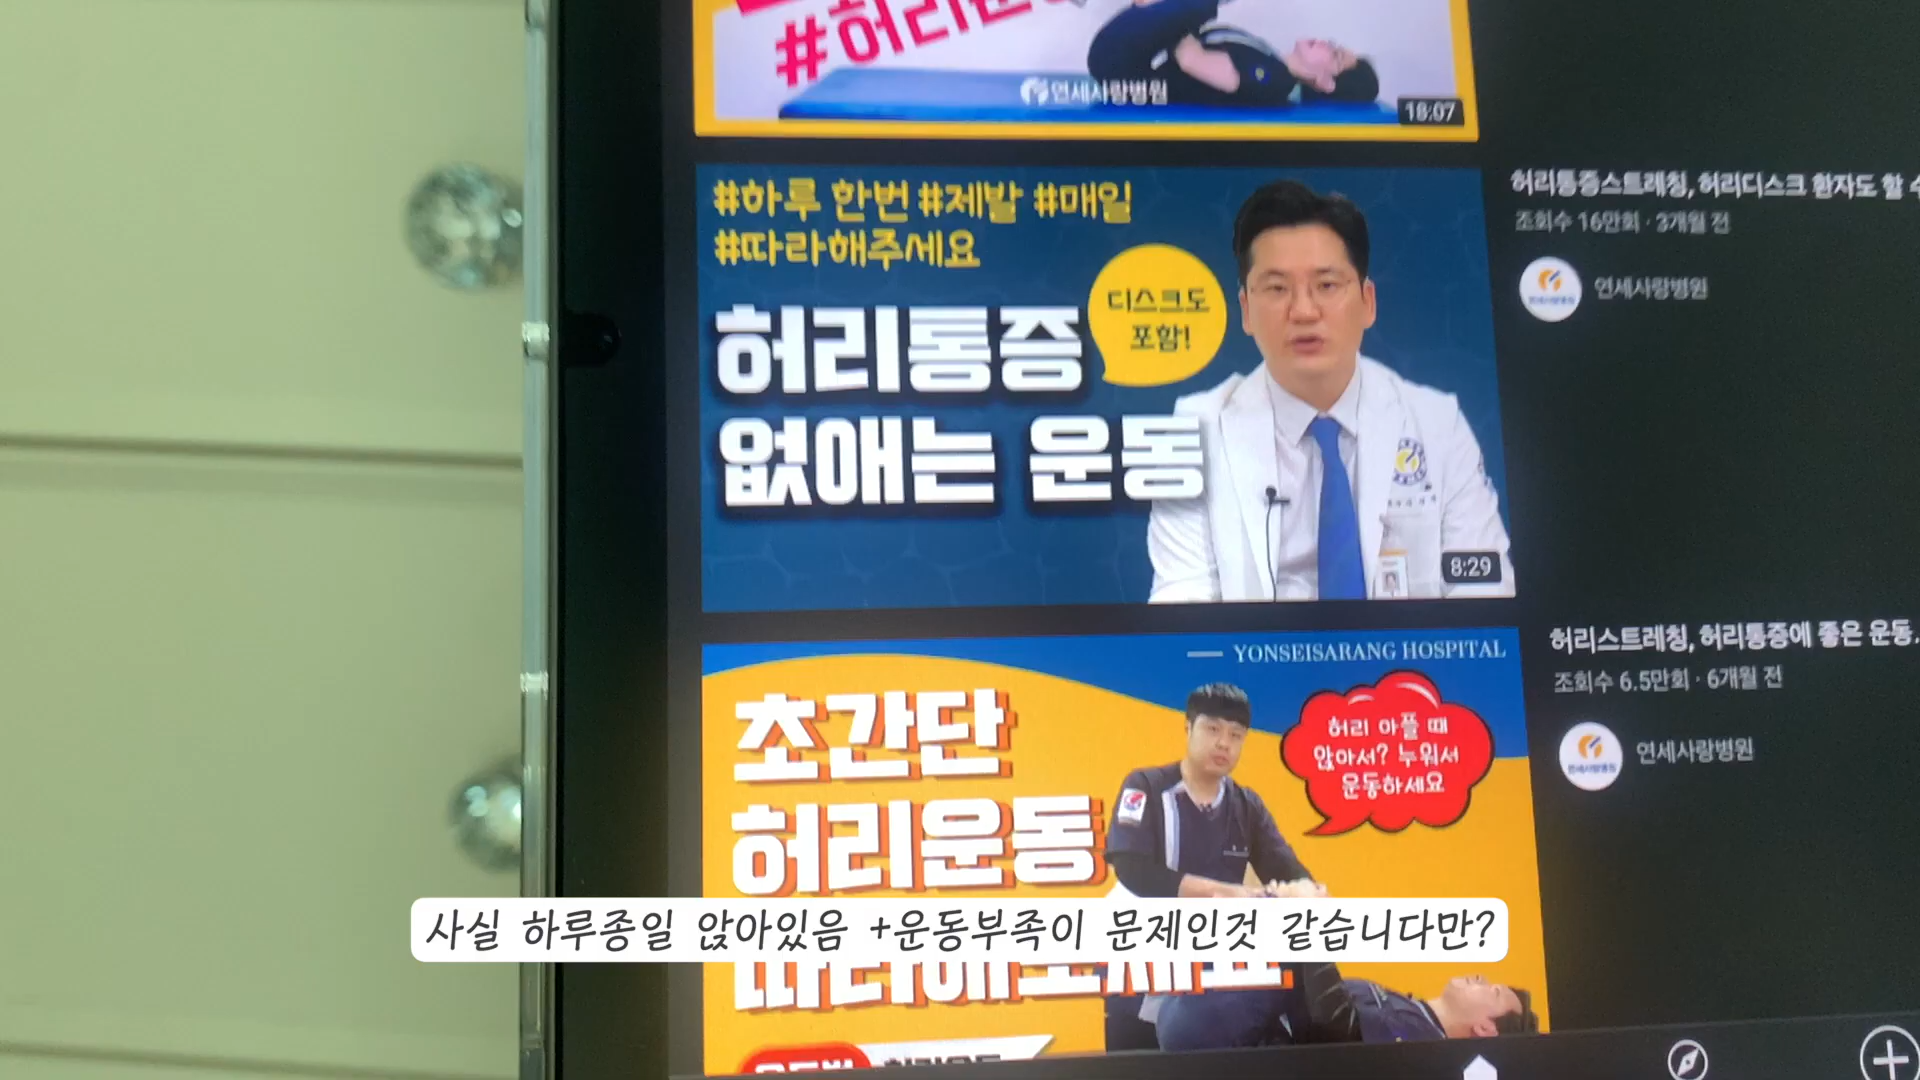 #허리운동
연세사랑병원
18:07
#하루 한번 #제발 #매일
#따라해주세요
디스크도
포함!
허리통증
없애는 운동
8:29
허리통증스트레칭, 허리디스크 환자도 할 수
조회수 16만회 · 3개월 전
연세사랑병원
YONSEISARANG HOSPITAL
초간단
허리운동
따라해보세요
허리 아플 때
앉아서? 누워서
운동하세요
허리스트레칭, 허리통증에 좋은 운동..
조회수 6.5만회 · 6개월 전
연세사랑병원
사실 하루종일 앉아있음 +운동부족이 문제인것 같습니다만?